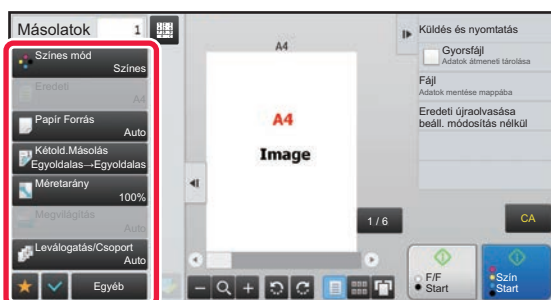 Másolatok 1
Színes mód
Színes
Eredeti
A4
Papír Forrás
Auto
Kétold.Másolás
Egyoldalas→Egyoldalas
Méretarány
100%
Megvilágítás
Auto
Leválogatás/Csoport
Auto
Egyéb
A4
A4
Image
1 / 6
Küldés és nyomtatás
Gyorsfájl
Adatok átmeneti tárolása
Fájl
Adatok mentése mappába
Eredeti újraolvasása
beáll. módosítás nélkül
CA
F/F
Start
Szín
Start